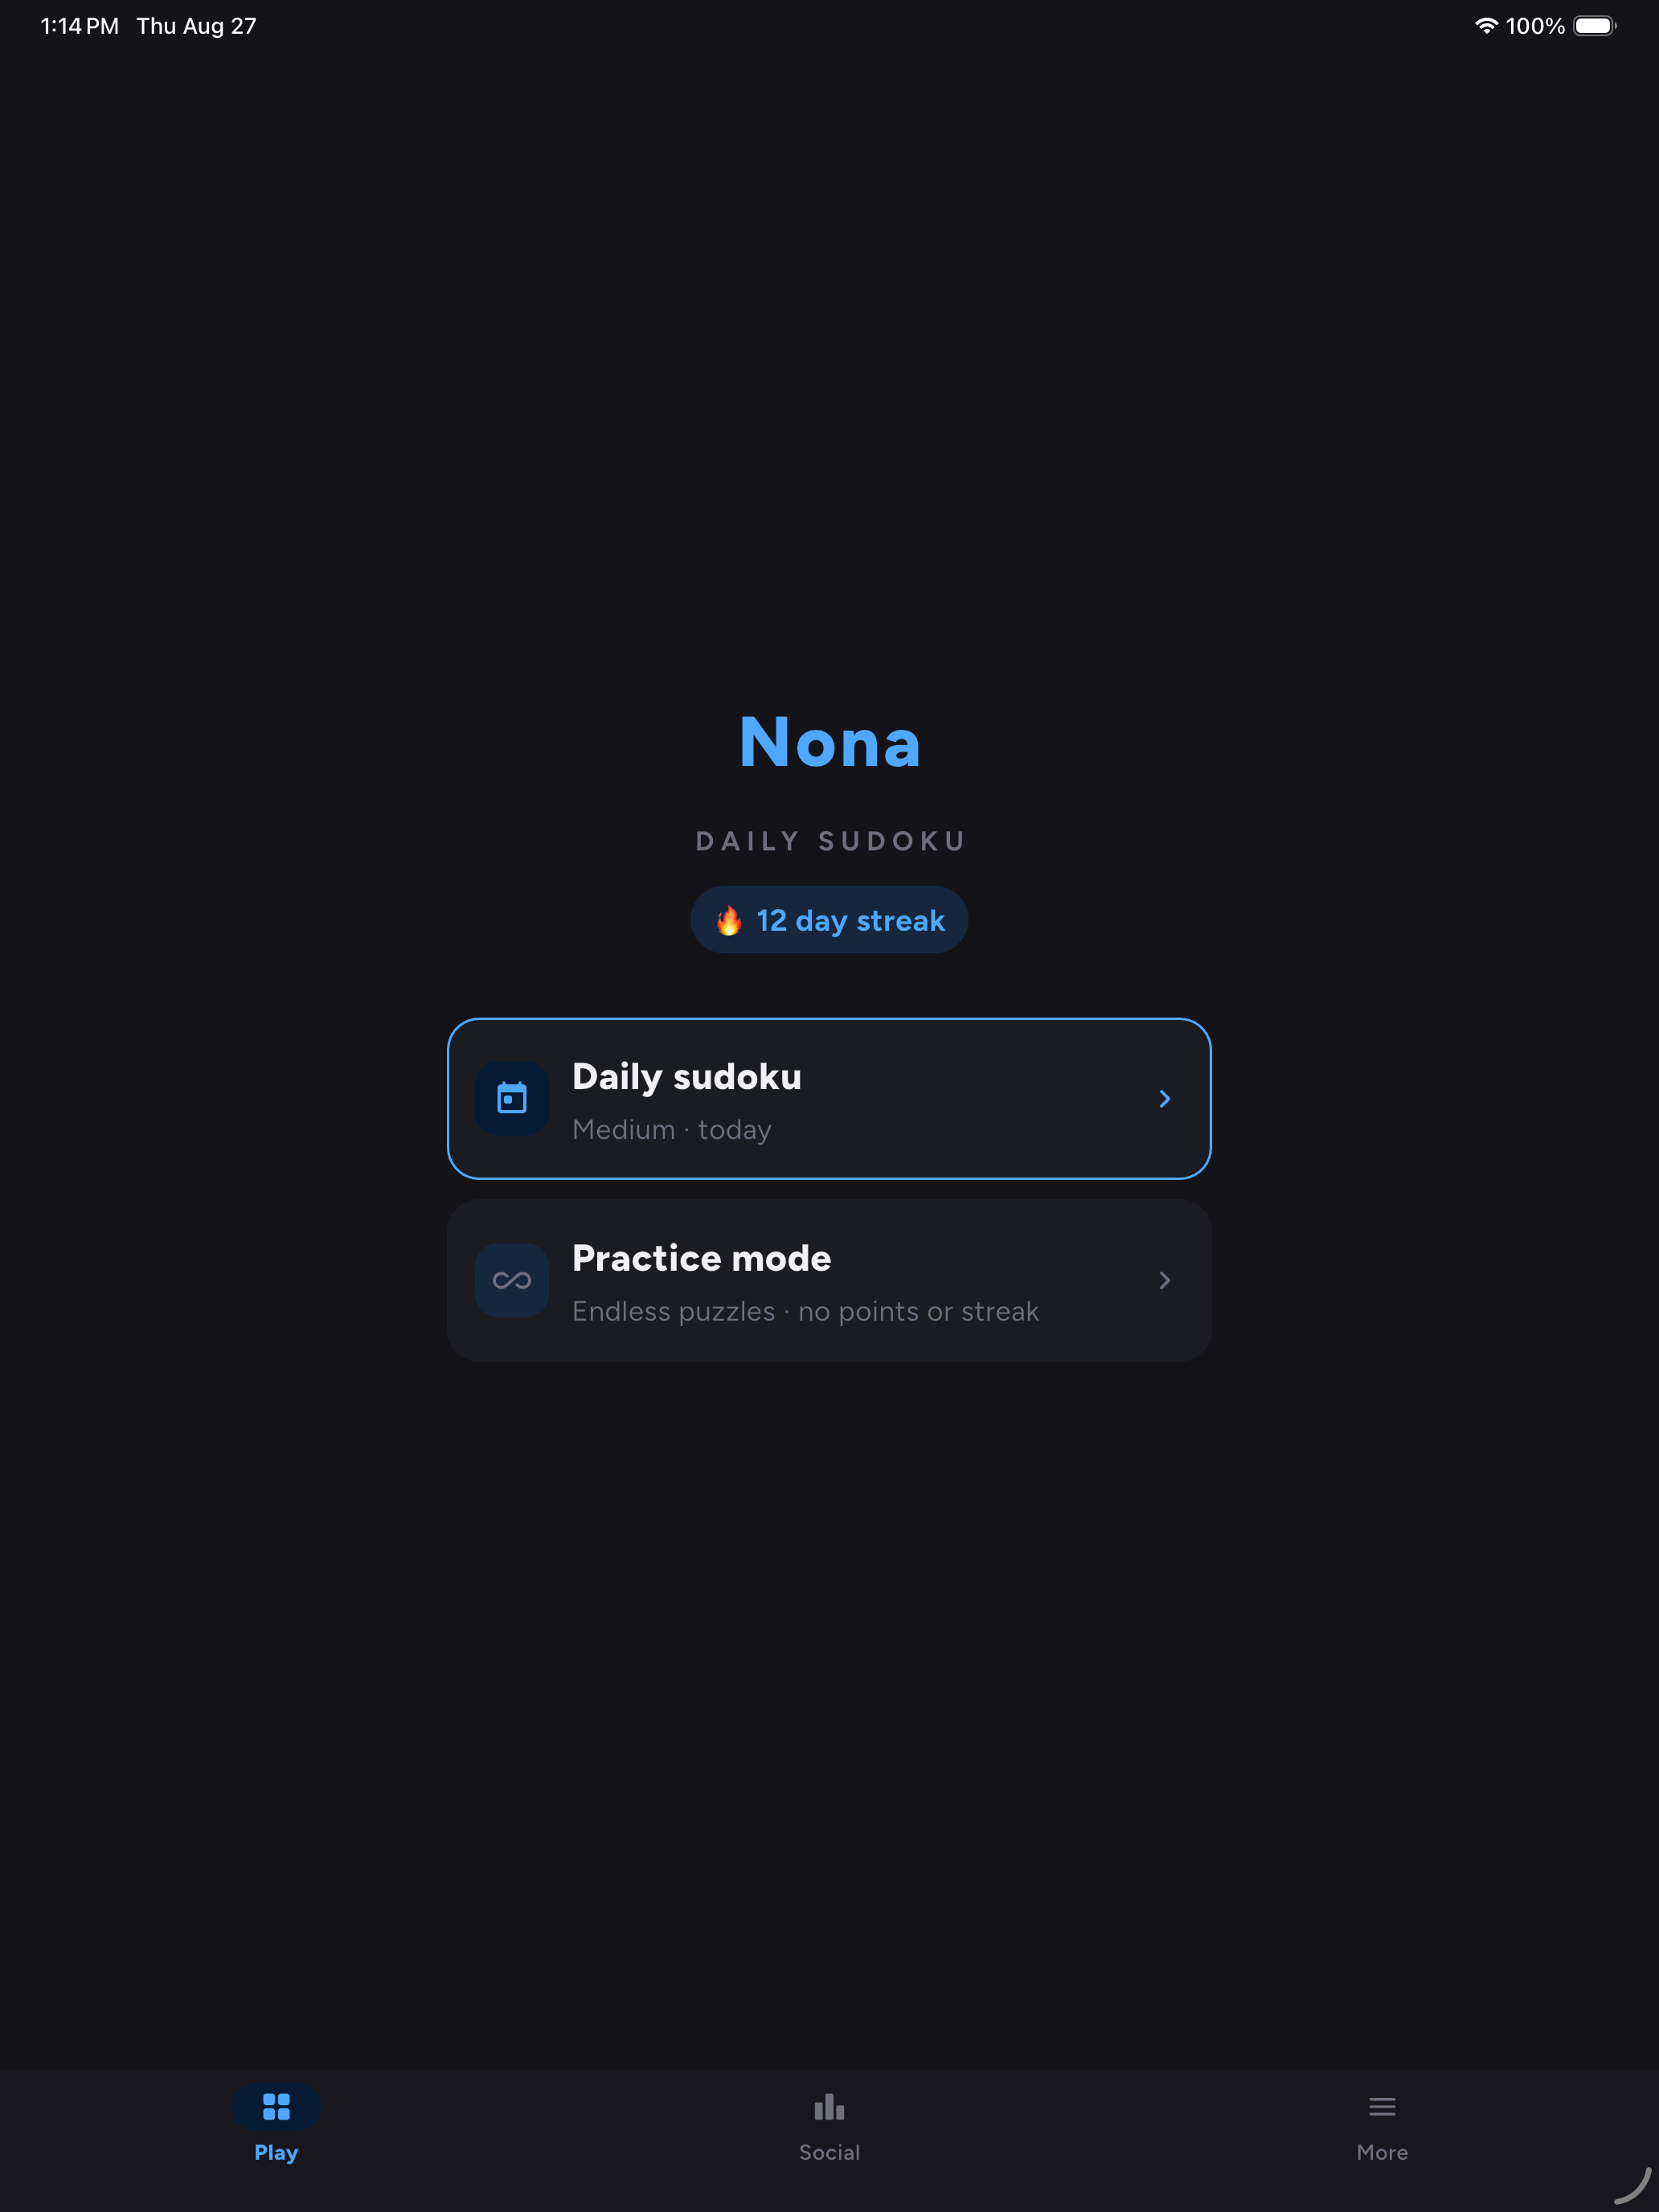 1:14 PM Thu Aug 27 100%
Nona
DAILY SUDOKU
🔥 12 day streak
Daily sudoku
Medium · today
Practice mode
Endless puzzles · no points or streak
Play Social More